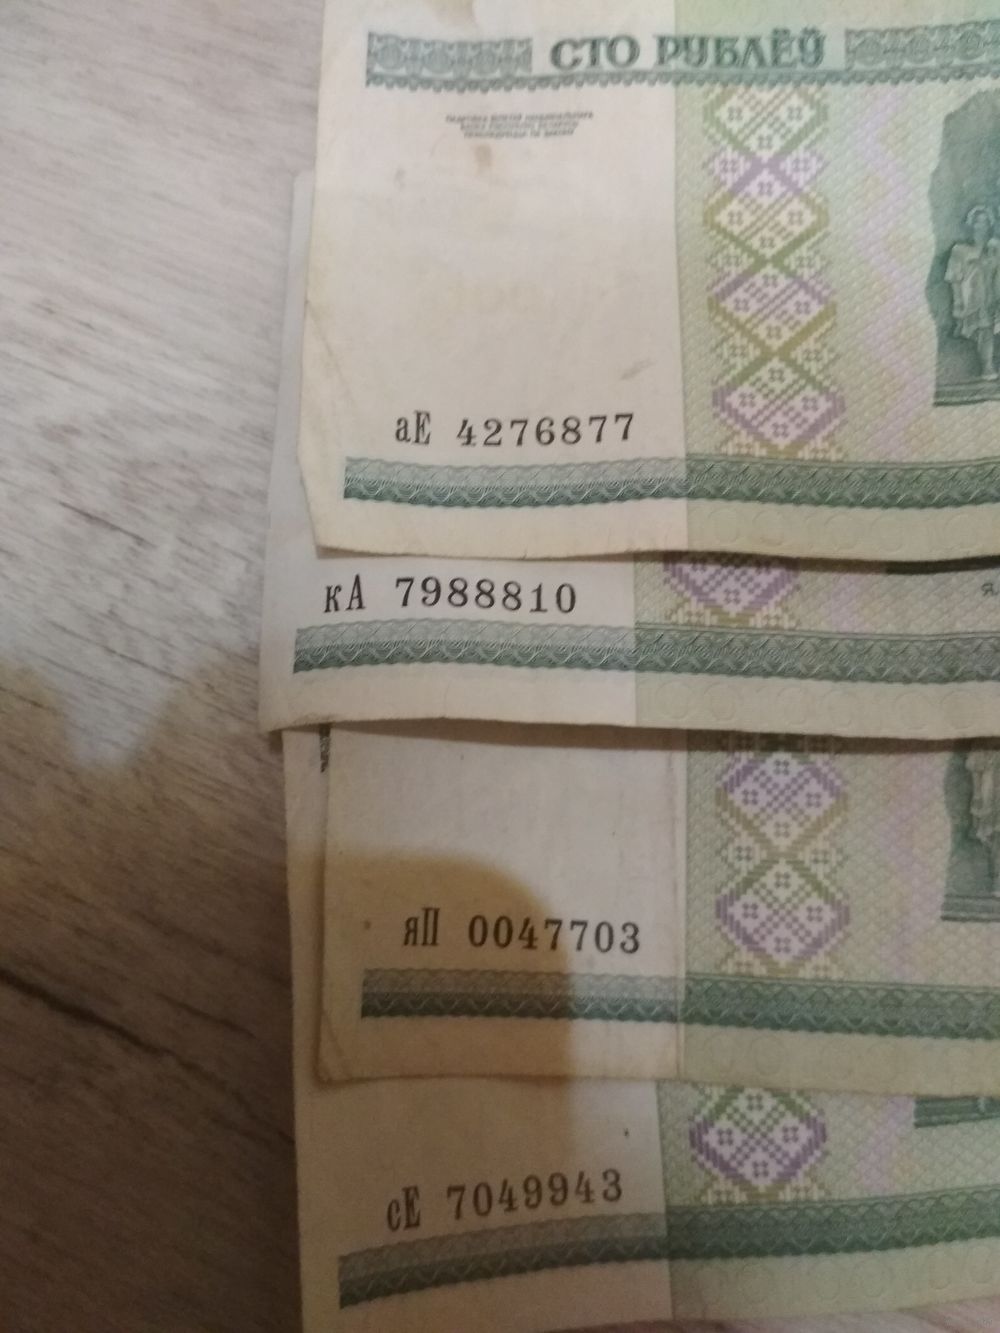 СТО РУБЛЁЎ
аЕ 4276877
кА 7988810
яП 0047703
сЕ 7049943